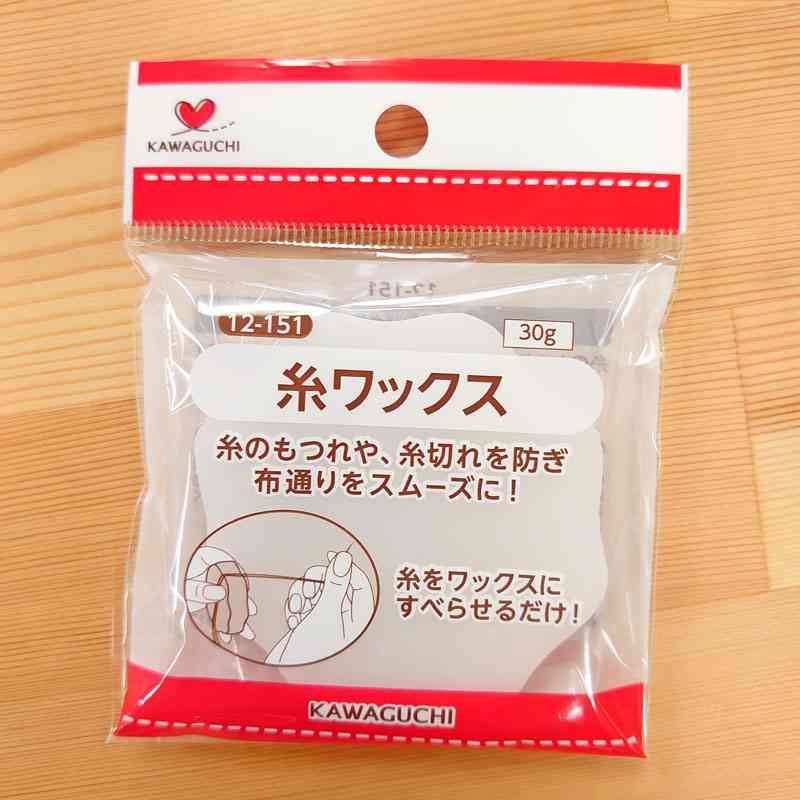 KAWAGUCHI
12-151
12-151
30g
糸ワックス
糸のもつれや、糸切れを防ぎ
布通りをスムーズに!
糸をワックスに
すべらせるだけ!
KAWAGUCHI